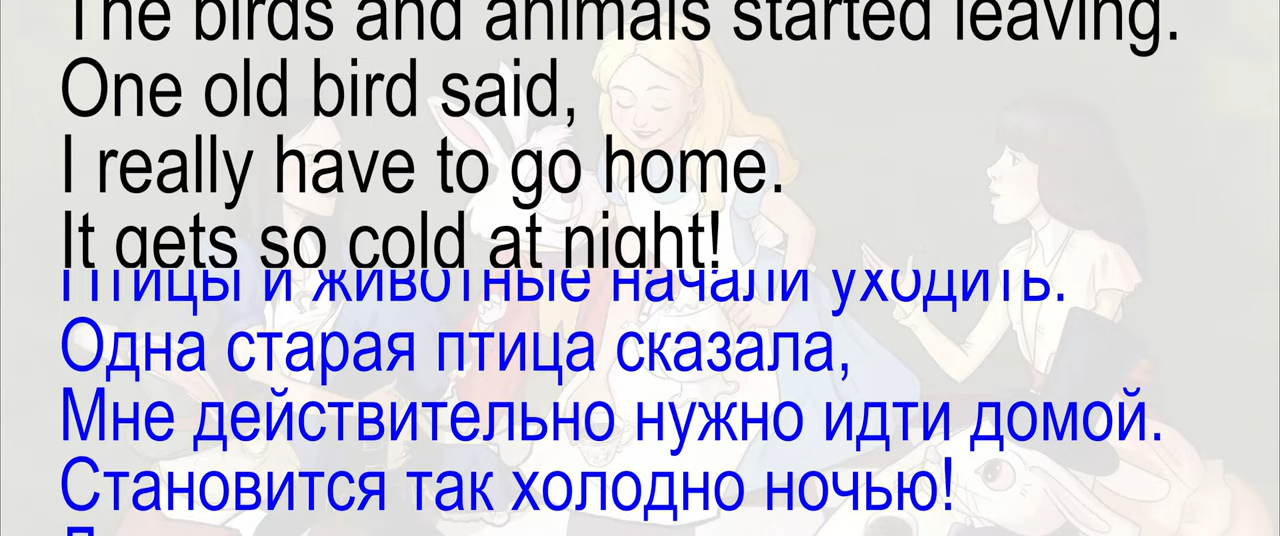 The birds and animals started leaving.
One old bird said,
I really have to go home.
It gets so cold at night!
Птицы и животные начали уходить.
Одна старая птица сказала,
Мне действительно нужно идти домой.
Становится так холодно ночью!